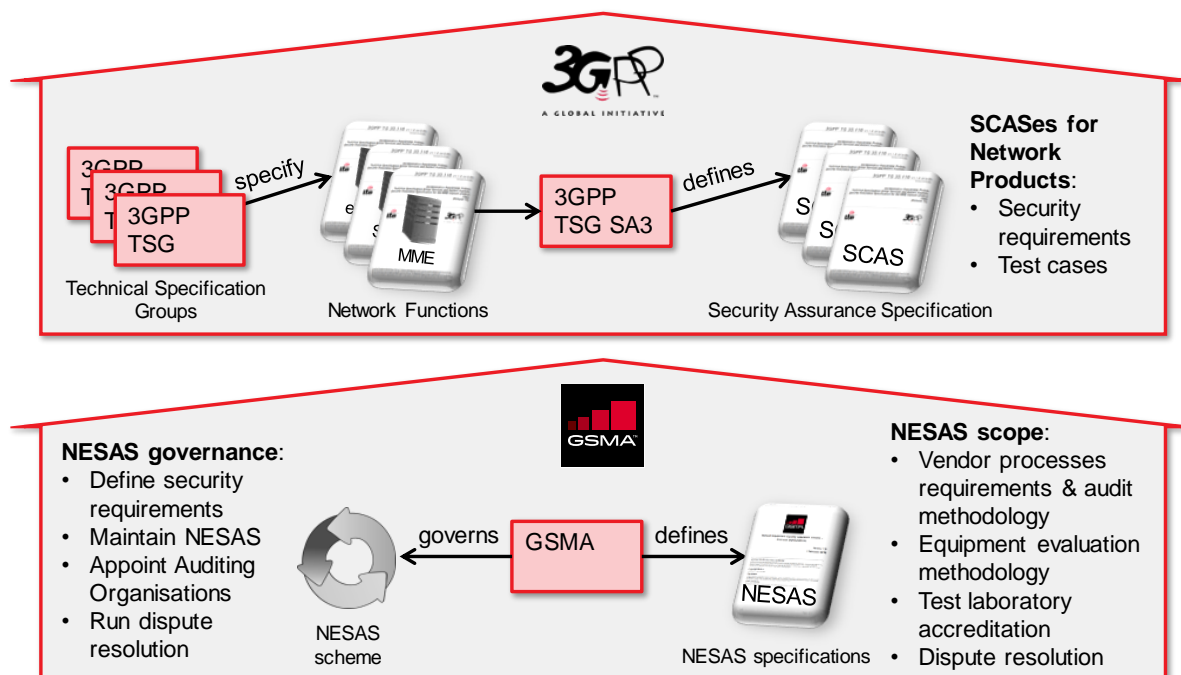 3GPP
A GLOBAL INITIATIVE
3GPP
3GPP
3GPP
TSG
specify
MME
Technical Specification
Groups
Network Functions
3GPP
TSG SA3
defines
SCAS
Security Assurance Specification
SCASes for
Network
Products:
• Security
requirements
• Test cases
GSMA
NESAS governance:
• Define security
requirements
• Maintain NESAS
• Appoint Auditing
Organisations
• Run dispute
resolution
NESAS
scheme
governs
GSMA
defines
NESAS
NESAS specifications
NESAS scope:
• Vendor processes
requirements & audit
methodology
• Equipment evaluation
methodology
• Test laboratory
accreditation
• Dispute resolution